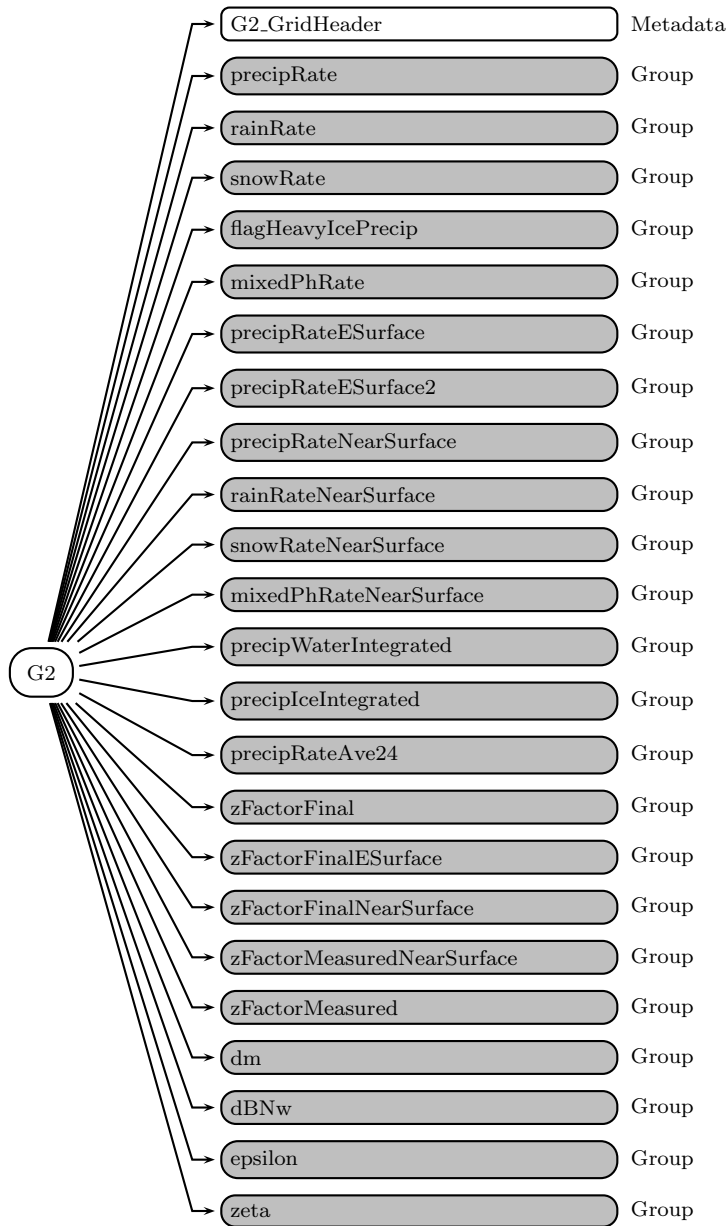 G2_GridHeader Metadata
precipRate Group
rainRate Group
snowRate Group
flagHeavyIcePrecip Group
mixedPhRate Group
precipRateESurface Group
precipRateESurface2 Group
precipRateNearSurface Group
rainRateNearSurface Group
snowRateNearSurface Group
mixedPhRateNearSurface Group
precipWaterIntegrated Group
G2
precipIceIntegrated Group
precipRateAve24 Group
zFactorFinal Group
zFactorFinalESurface Group
zFactorFinalNearSurface Group
zFactorMeasuredNearSurface Group
zFactorMeasured Group
dm Group
dBNw Group
epsilon Group
zeta Group